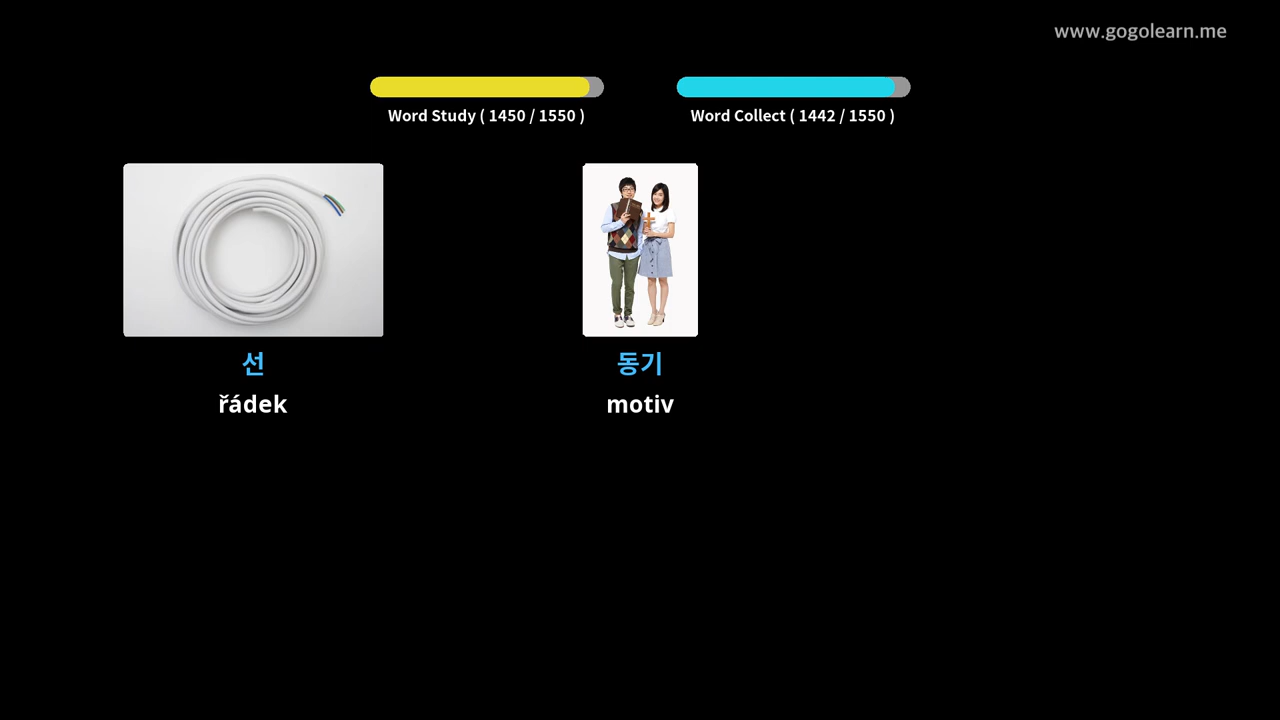 www.gogolearn.me
Word Study ( 1450 / 1550 )
Word Collect ( 1442 / 1550 )
선
řádek
동기
motiv